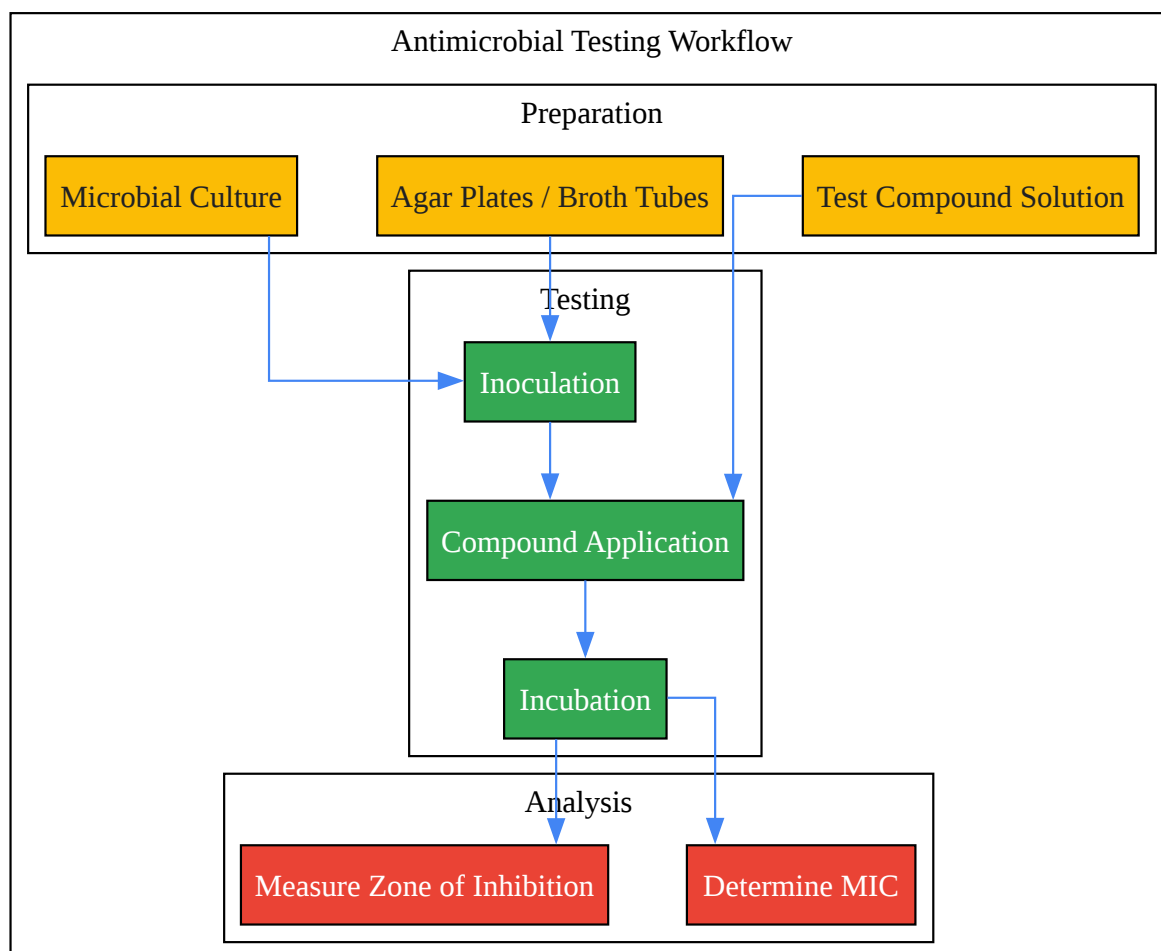 Antimicrobial Testing Workflow
Preparation
Microbial Culture
Agar Plates / Broth Tubes
Test Compound Solution
Testing
Inoculation
Compound Application
Incubation
Analysis
Measure Zone of Inhibition
Determine MIC